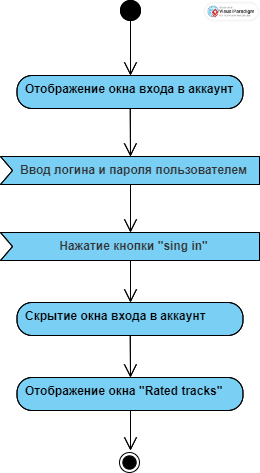 Visual Paradigm
Отображение окна входа в аккаунт
Ввод логина и пароля пользователем
Нажатие кнопки "sing in"
Скрытие окна входа в аккаунт
Отображение окна "Rated tracks"